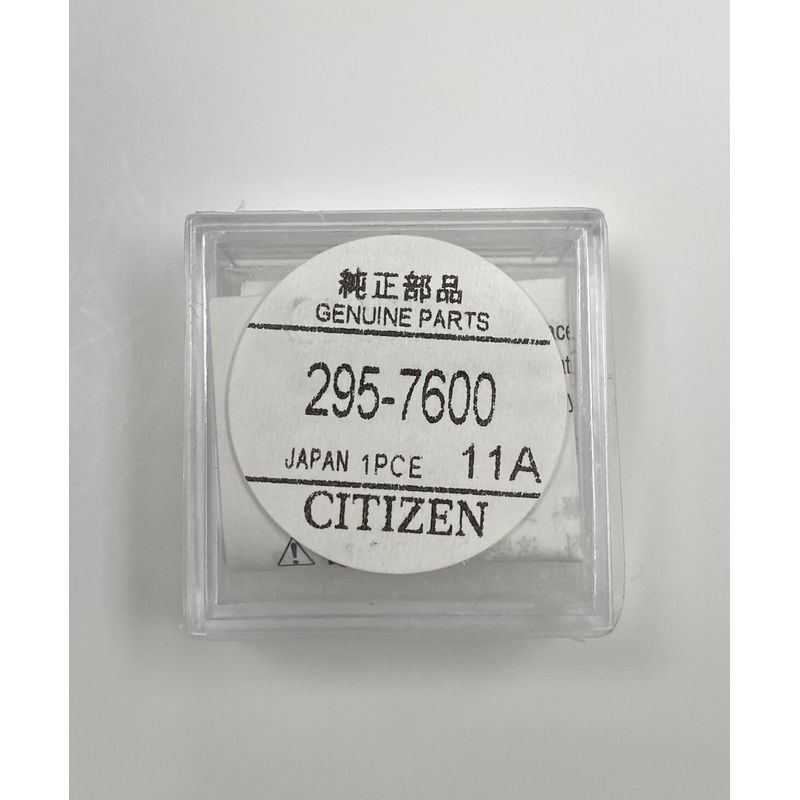 純正部品
GENUINE PARTS
295-7600
JAPAN 1PCE 11A
CITIZEN